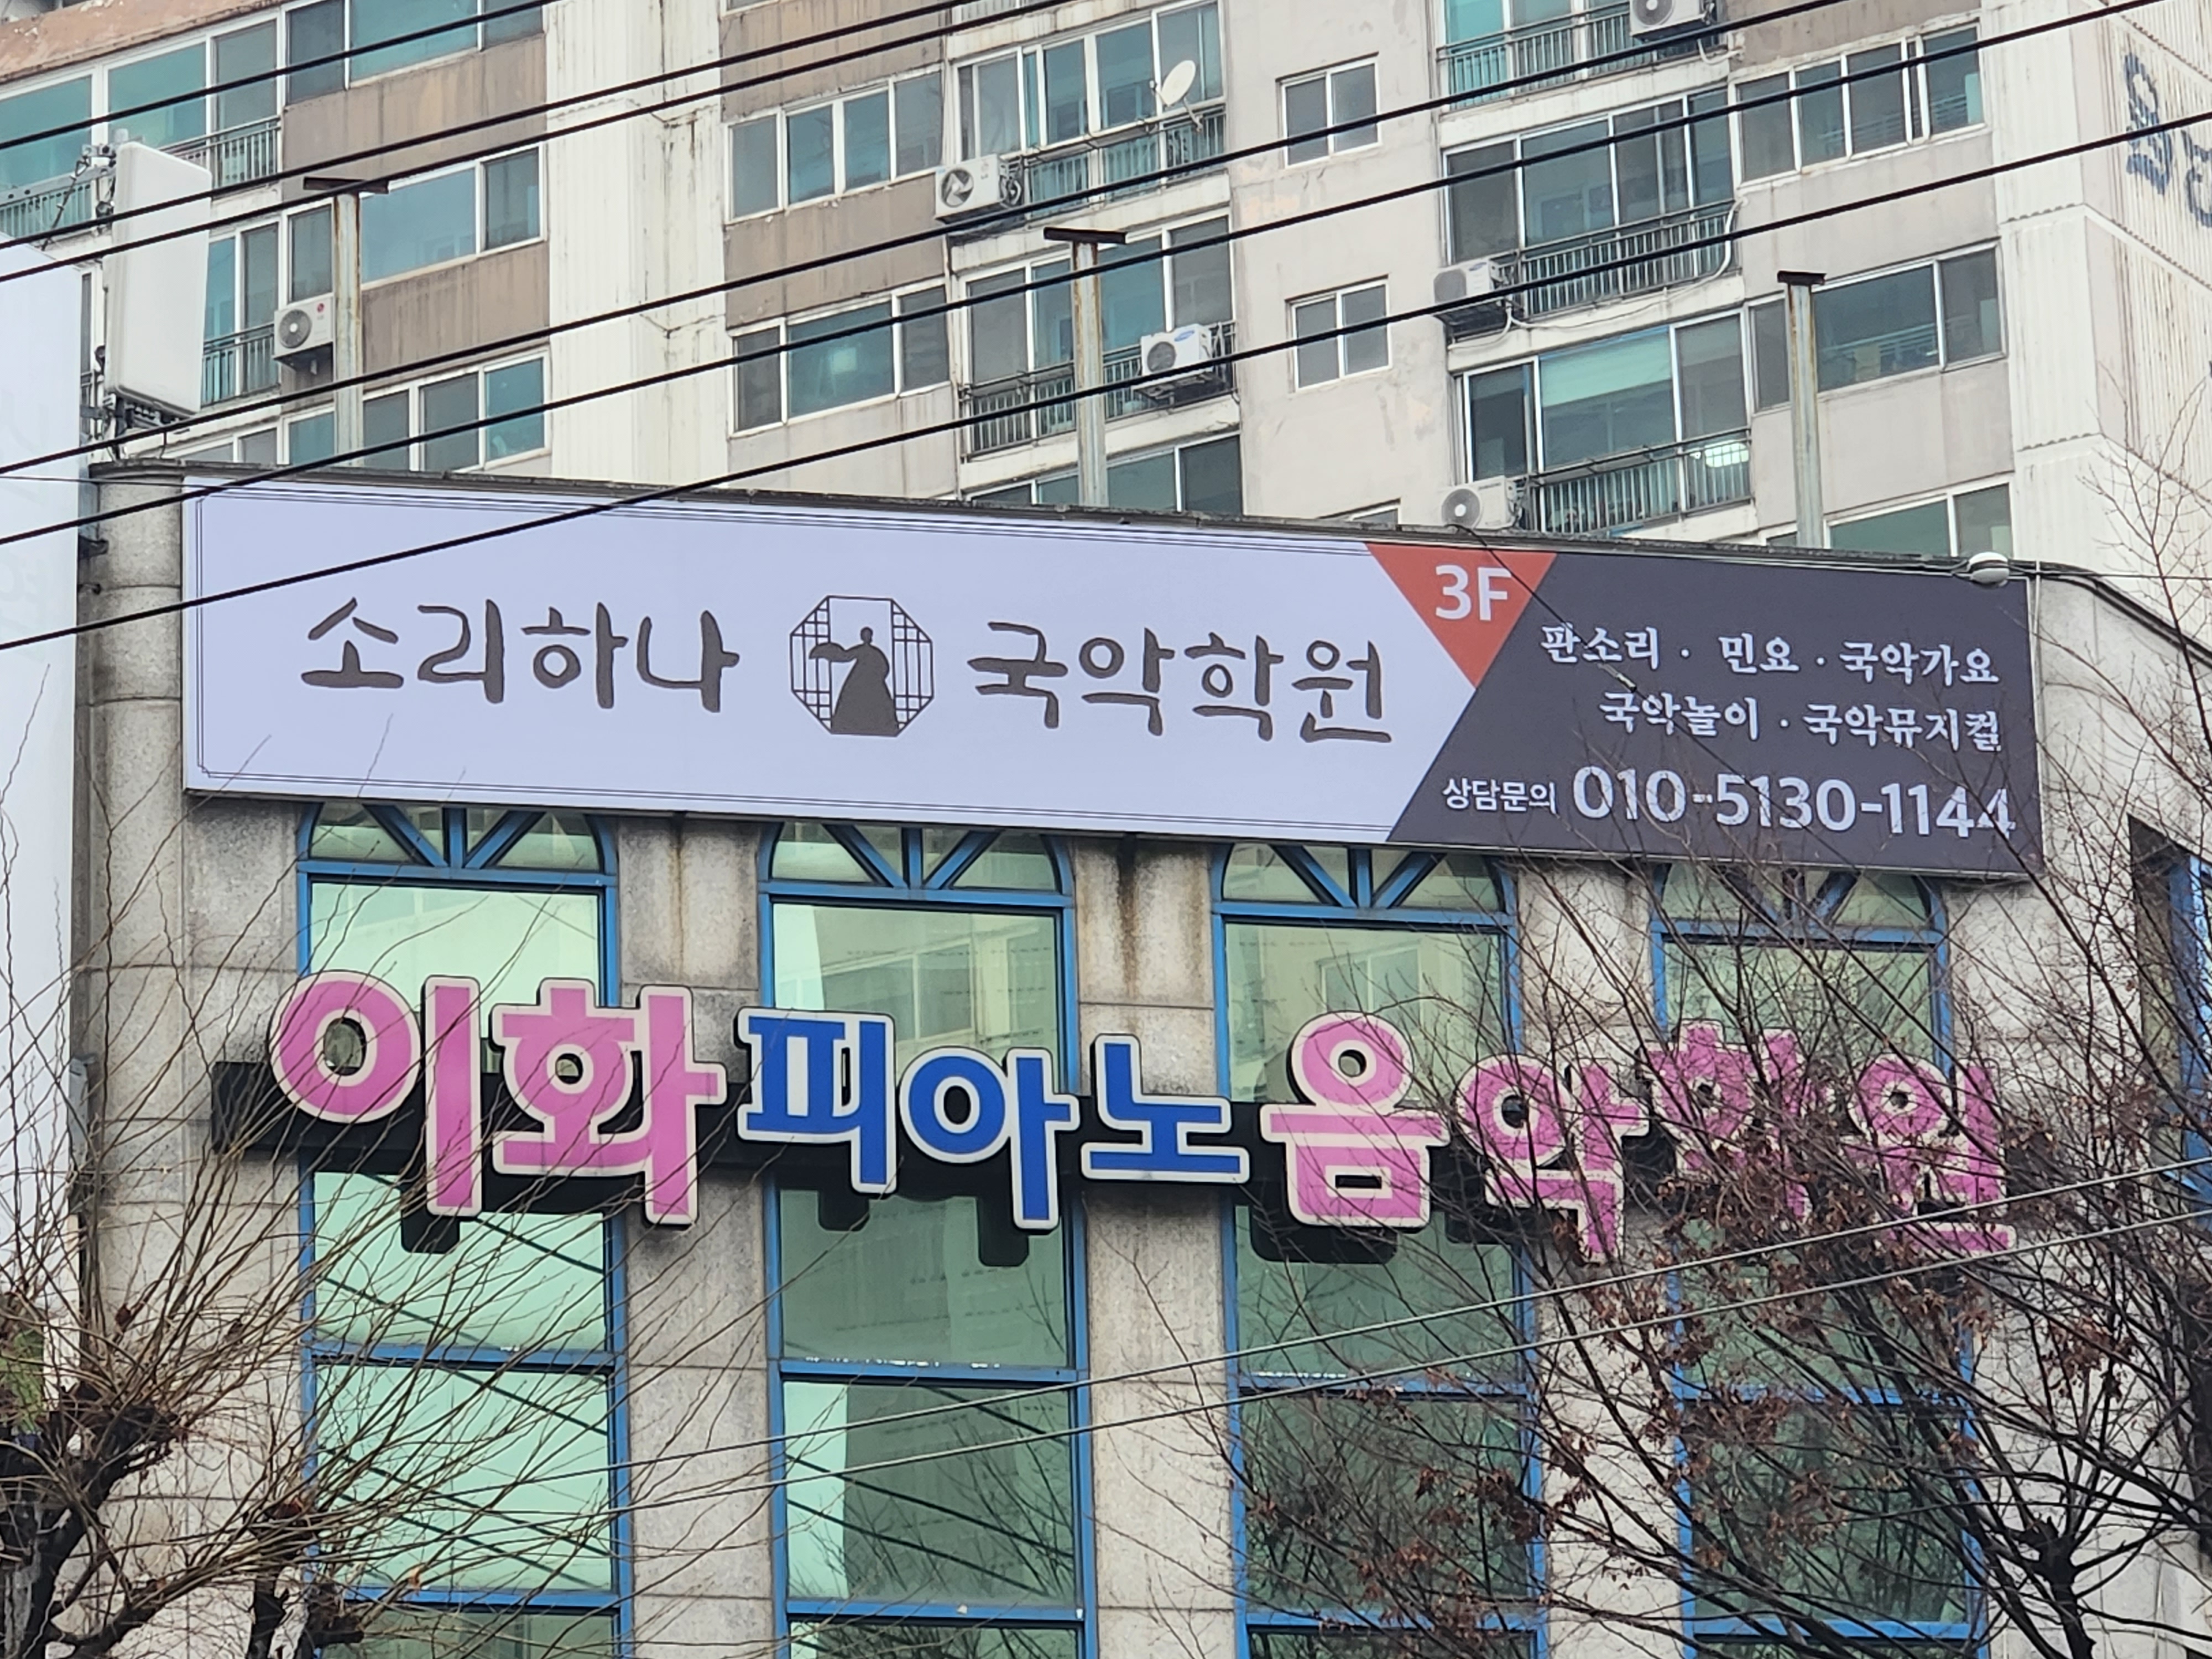 소리하나 국악학원
3F
판소리 · 민요 · 국악가요
국악놀이 · 국악뮤지컬
상담문의 010-5130-1144
이화피아노음악학원